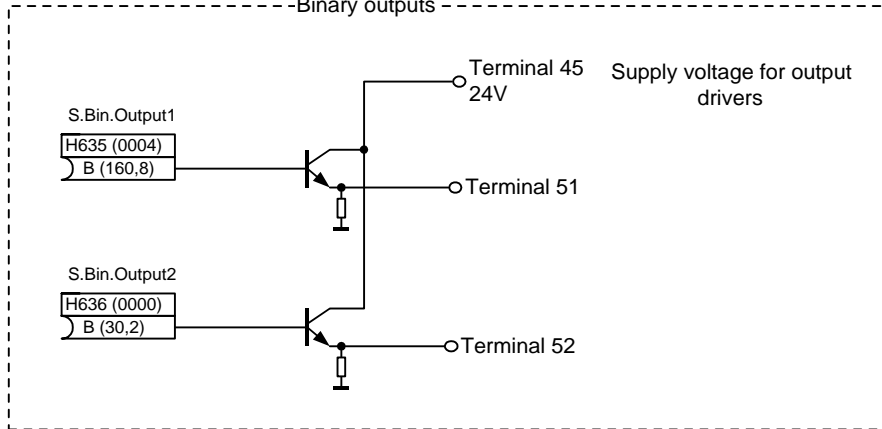 Binary outputs
Terminal 45
24V
Supply voltage for output
drivers
S.Bin.Output1
H635 (0004)
B (160,8)
Terminal 51
S.Bin.Output2
H636 (0000)
B (30,2)
Terminal 52